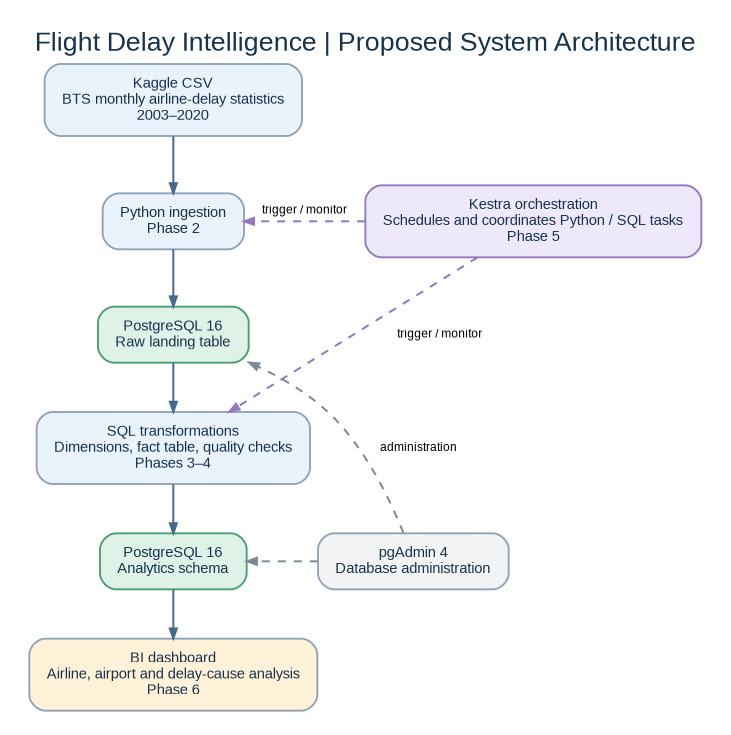 Flight Delay Intelligence | Proposed System Architecture
Kaggle CSV
BTS monthly airline-delay statistics
2003–2020
Python ingestion
Phase 2
trigger / monitor
Kestra orchestration
Schedules and coordinates Python / SQL tasks
Phase 5
PostgreSQL 16
Raw landing table
trigger / monitor
SQL transformations
Dimensions, fact table, quality checks
Phases 3–4
administration
PostgreSQL 16
Analytics schema
pgAdmin 4
Database administration
BI dashboard
Airline, airport and delay-cause analysis
Phase 6